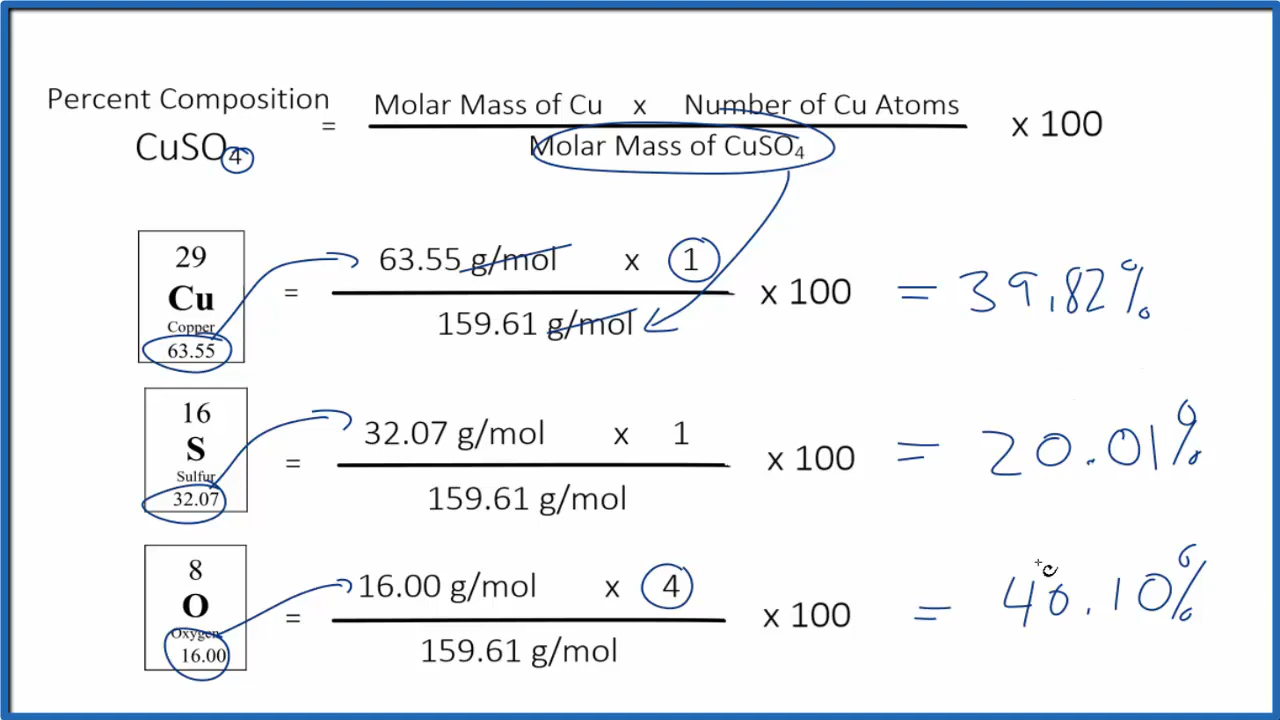 Percent Composition
CuSO₄
=
Molar Mass of Cu x Number of Cu Atoms
Molar Mass of CuSO₄
x 100
29
Cu
Copper
63.55
=
63.55 g/mol x 1
159.61 g/mol
x 100
= 39.82%
16
S
Sulfur
32.07
=
32.07 g/mol x 1
159.61 g/mol
x 100
= 20.01%
8
O
Oxygen
16.00
=
16.00 g/mol x 4
159.61 g/mol
x 100
= 40.10%